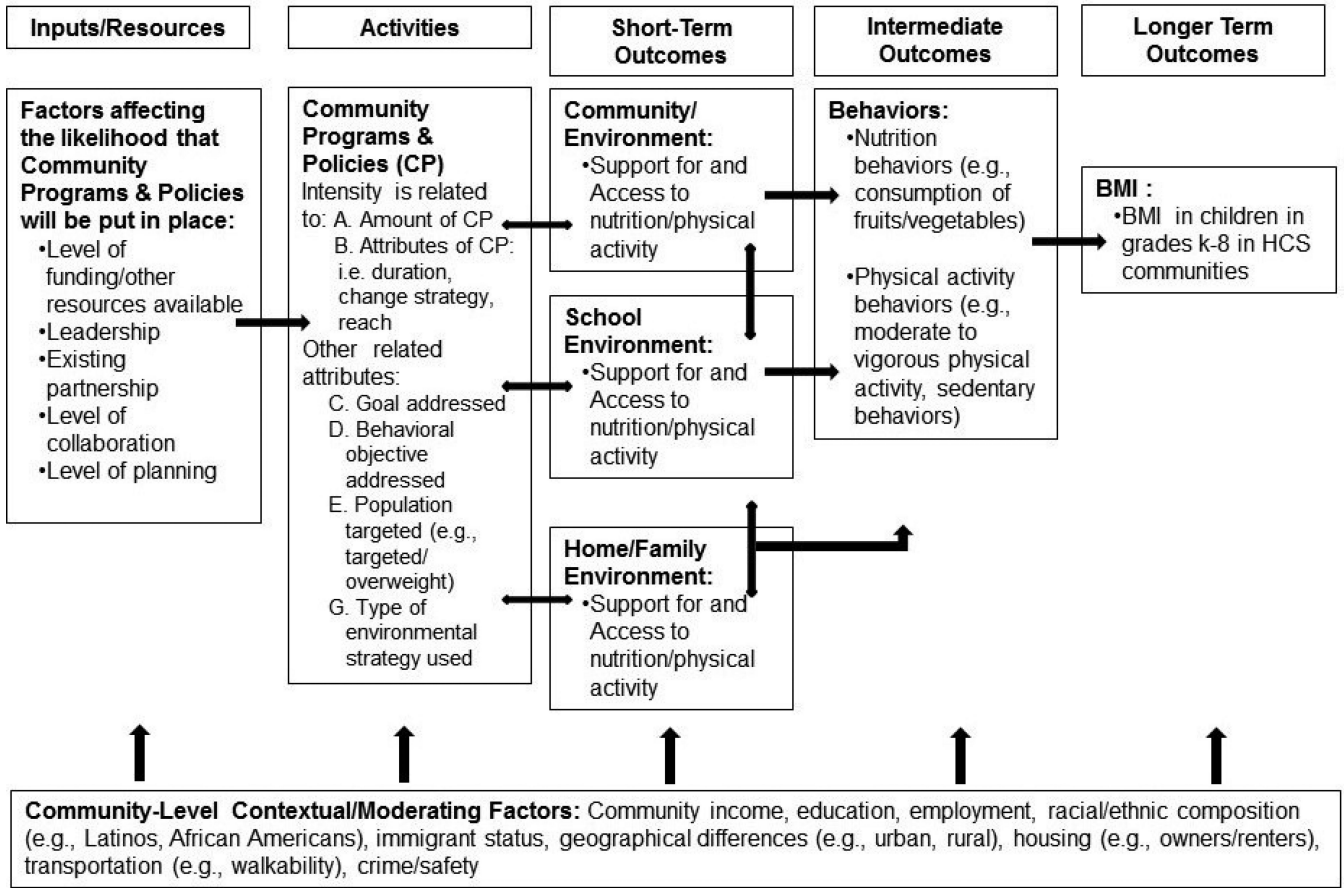 Inputs/Resources
Activities
Short-Term
Outcomes
Intermediate
Outcomes
Longer Term
Outcomes
Factors affecting
the likelihood that
Community
Programs & Policies
will be put in place:
•Level of
funding/other
resources available
•Leadership
•Existing
partnership
•Level of
collaboration
•Level of planning
Community
Programs &
Policies (CP)
Intensity is related
to: A. Amount of CP
B. Attributes of CP:
i.e. duration,
change strategy,
reach
Other related
attributes:
C. Goal addressed
D. Behavioral
objective
addressed
E. Population
targeted (e.g.,
targeted/
overweight)
G. Type of
environmental
strategy used
Community/
Environment:
•Support for and
Access to
nutrition/physical
activity
School
Environment:
•Support for and
Access to
nutrition/physical
activity
Home/Family
Environment:
•Support for and
Access to
nutrition/physical
activity
Behaviors:
•Nutrition
behaviors (e.g.,
consumption of
fruits/vegetables)
•Physical activity
behaviors (e.g.,
moderate to
vigorous physical
activity, sedentary
behaviors)
BMI :
•BMI in children in
grades k-8 in HCS
communities
Community-Level Contextual/Moderating Factors: Community income, education, employment, racial/ethnic composition
(e.g., Latinos, African Americans), immigrant status, geographical differences (e.g., urban, rural), housing (e.g., owners/renters),
transportation (e.g., walkability), crime/safety